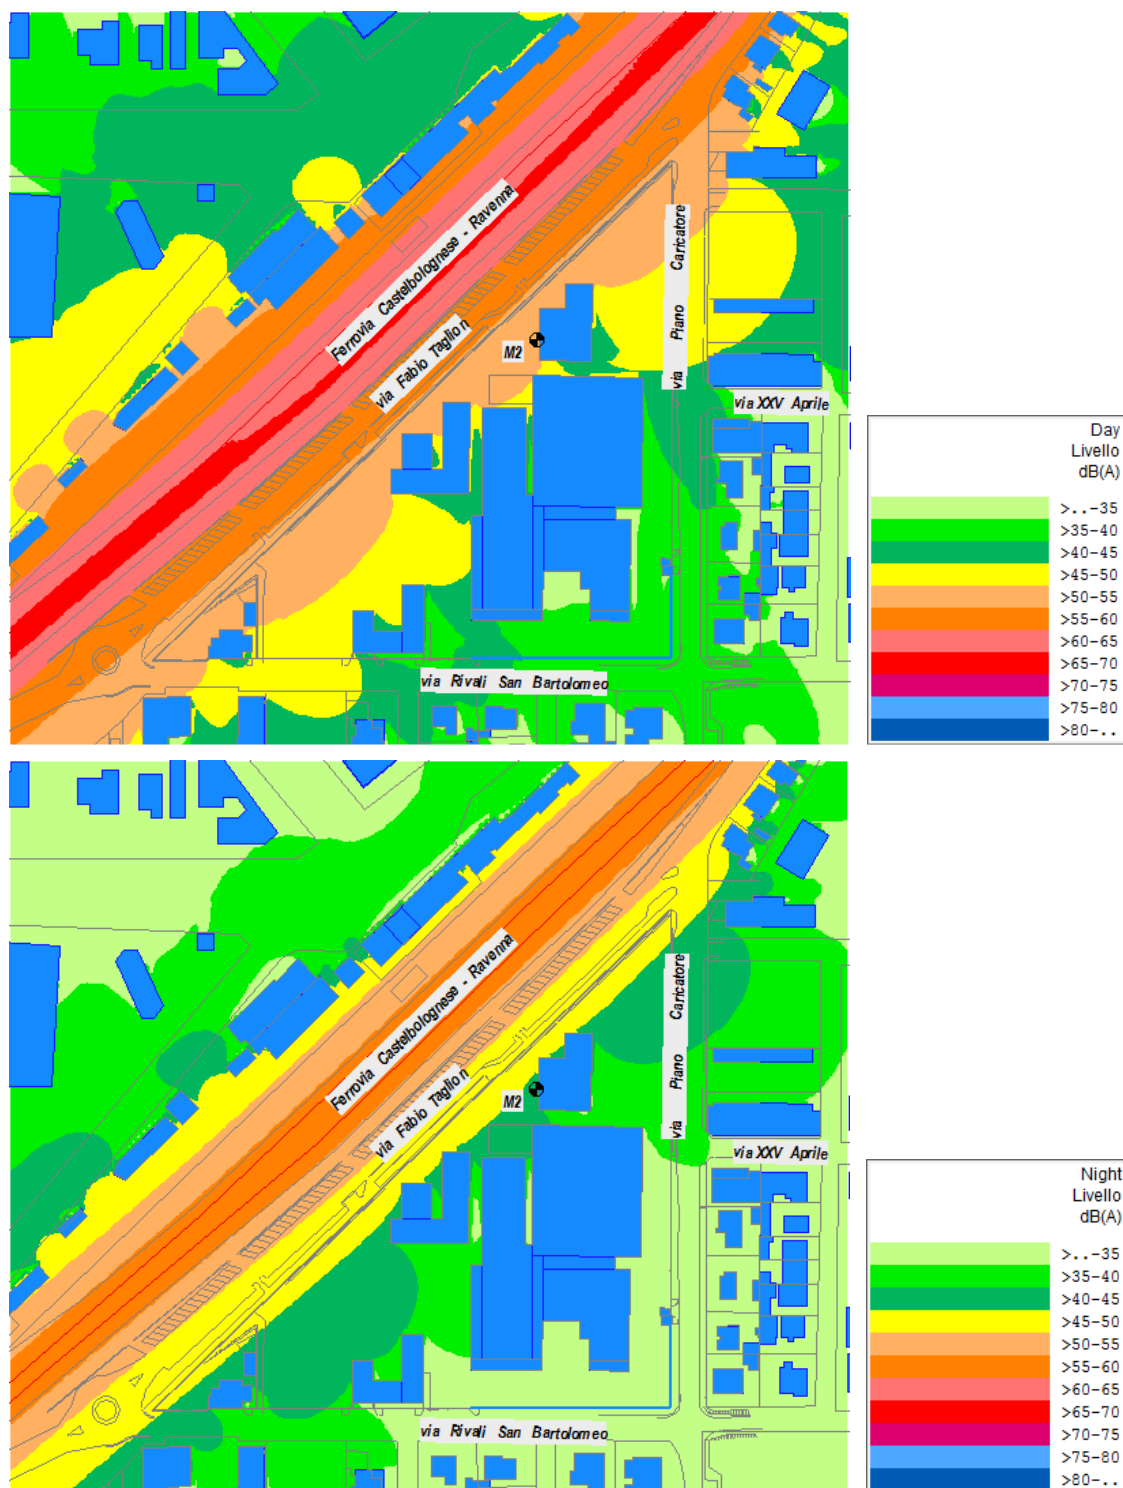 Ferrovia Castelbolognese - Ravenna
via Fabio Taglion
M2
via Piano Caricatore
via XXV Aprile
via Rivali San Bartolomeo
Day
Livello
dB(A)
>..-35
>35-40
>40-45
>45-50
>50-55
>55-60
>60-65
>65-70
>70-75
>75-80
>80-..
Ferrovia Castelbolognese - Ravenna
via Fabio Taglion
M2
via Piano Caricatore
via XXV Aprile
via Rivali San Bartolomeo
Night
Livello
dB(A)
>..-35
>35-40
>40-45
>45-50
>50-55
>55-60
>60-65
>65-70
>70-75
>75-80
>80-..